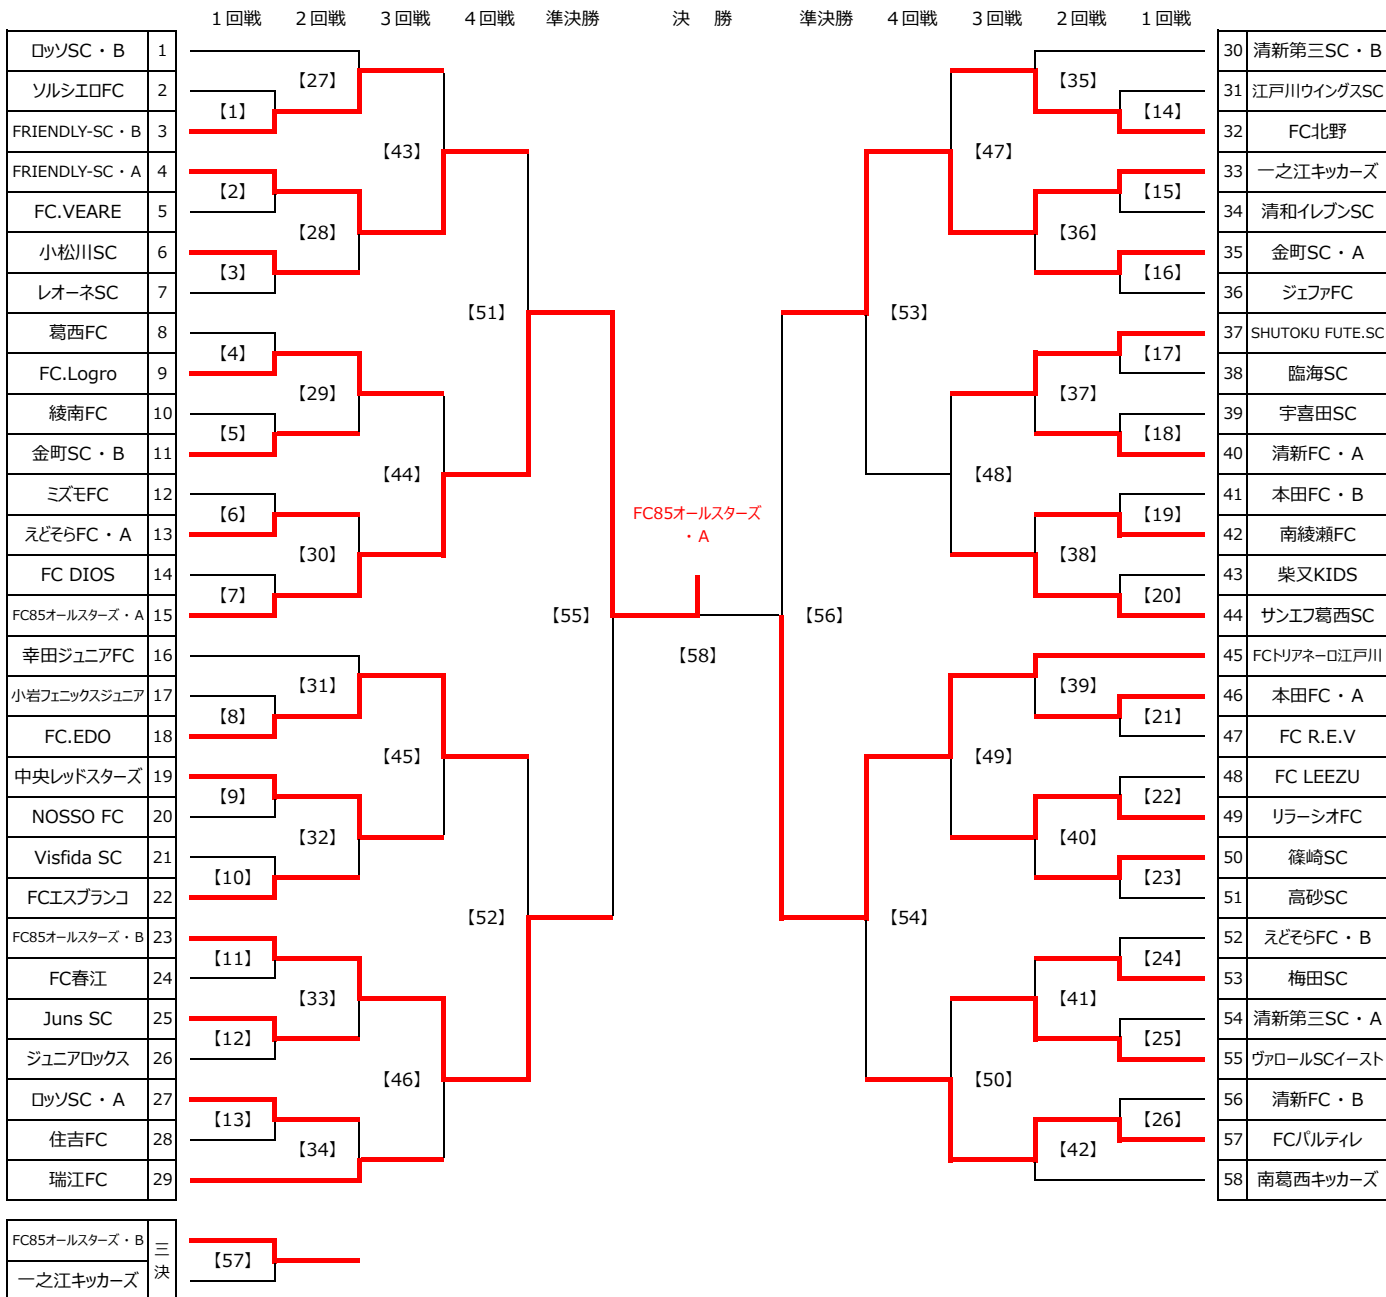 １回戦 ２回戦 ３回戦 ４回戦 準決勝 決　勝 準決勝 ４回戦 ３回戦 ２回戦 １回戦
ロッソSC・B 1
ソルシエロFC 2
FRIENDLY-SC・B 3
FRIENDLY-SC・A 4
FC.VEARE 5
小松川SC 6
レオーネSC 7
葛西FC 8
FC.Logro 9
綾南FC 10
金町SC・B 11
ミズモFC 12
えどそらFC・A 13
FC DIOS 14
FC85オールスターズ・A 15
幸田ジュニアFC 16
小岩フェニックスジュニア 17
FC.EDO 18
中央レッドスターズ 19
NOSSO FC 20
Visfida SC 21
FCエスブランコ 22
FC85オールスターズ・B 23
FC春江 24
Juns SC 25
ジュニアロックス 26
ロッソSC・A 27
住吉FC 28
瑞江FC 29
【1】
【2】
【3】
【4】
【5】
【6】
【7】
【8】
【9】
【10】
【11】
【12】
【13】
【27】
【28】
【29】
【30】
【31】
【32】
【33】
【34】
【43】
【44】
【45】
【46】
【51】
【52】
【55】
FC85オールスターズ
・A
【58】
【56】
【53】
【54】
【47】
【48】
【49】
【50】
【35】
【36】
【37】
【38】
【39】
【40】
【41】
【42】
【14】
【15】
【16】
【17】
【18】
【19】
【20】
【21】
【22】
【23】
【24】
【25】
【26】
30 清新第三SC・B
31 江戸川ウイングスSC
32 FC北野
33 一之江キッカーズ
34 清和イレブンSC
35 金町SC・A
36 ジェファFC
37 SHUTOKU FUTE.SC
38 臨海SC
39 宇喜田SC
40 清新FC・A
41 本田FC・B
42 南綾瀬FC
43 柴又KIDS
44 サンエフ葛西SC
45 FCトリアネーロ江戸川
46 本田FC・A
47 FC R.E.V
48 FC LEEZU
49 リラーシオFC
50 篠崎SC
51 高砂SC
52 えどそらFC・B
53 梅田SC
54 清新第三SC・A
55 ヴァロールSCイースト
56 清新FC・B
57 FCパルティレ
58 南葛西キッカーズ
FC85オールスターズ・B
一之江キッカーズ
三決
【57】